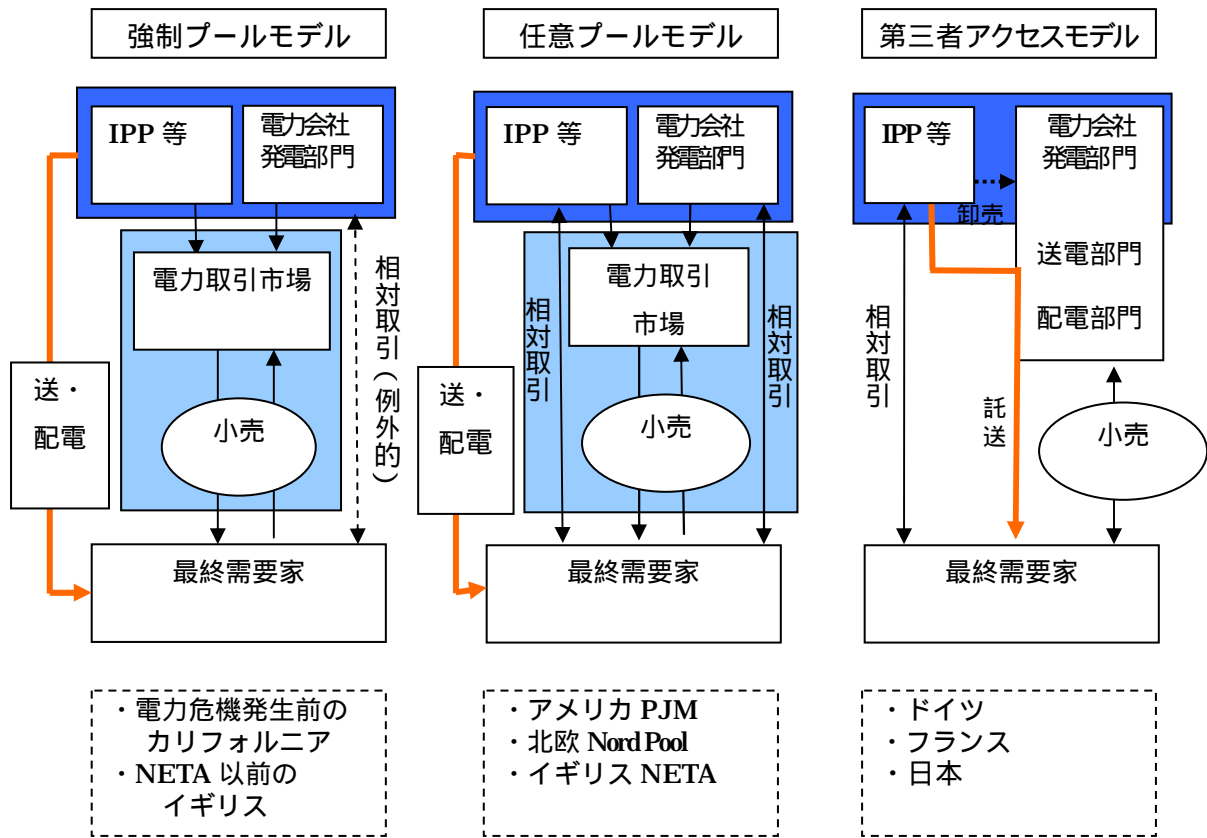 強制プールモデル
IPP 等
電力会社
発電部門
電力取引市場
相対取引(例外的)
送・
配電
小売
最終需要家
・電力危機発生前の
カリフォルニア
・NETA 以前の
イギリス
任意プールモデル
IPP 等
電力会社
発電部門
電力取引
市場
相対取引
相対取引
送・
配電
小売
最終需要家
・アメリカ PJM
・北欧 Nord Pool
・イギリス NETA
第三者アクセスモデル
IPP 等
電力会社
発電部門
卸売
送電部門
配電部門
相対取引
託送
小売
最終需要家
・ドイツ
・フランス
・日本